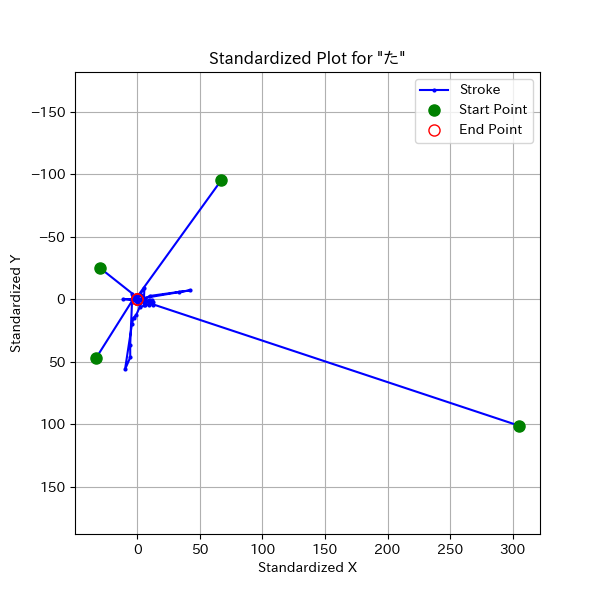 Standardized Plot for "た"
Stroke
Start Point
End Point
Standardized Y
−150
−100
−50
0
50
100
150
0 50 100 150 200 250 300
Standardized X